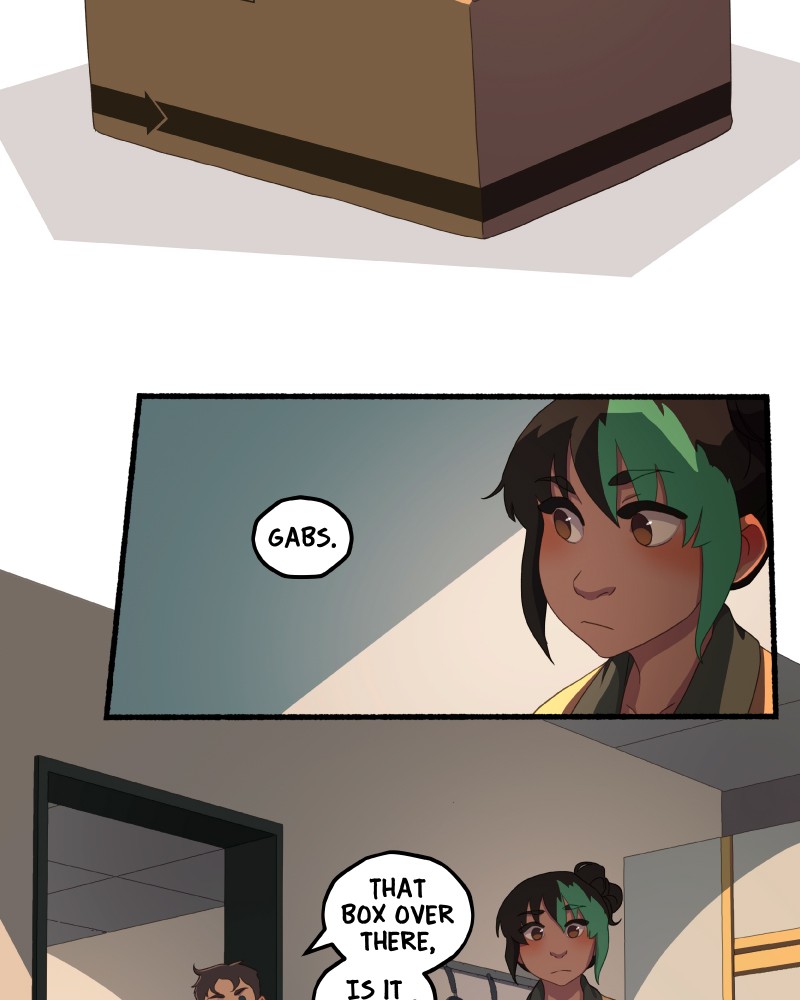 GABS.
THAT
BOX OVER
THERE,
IS IT